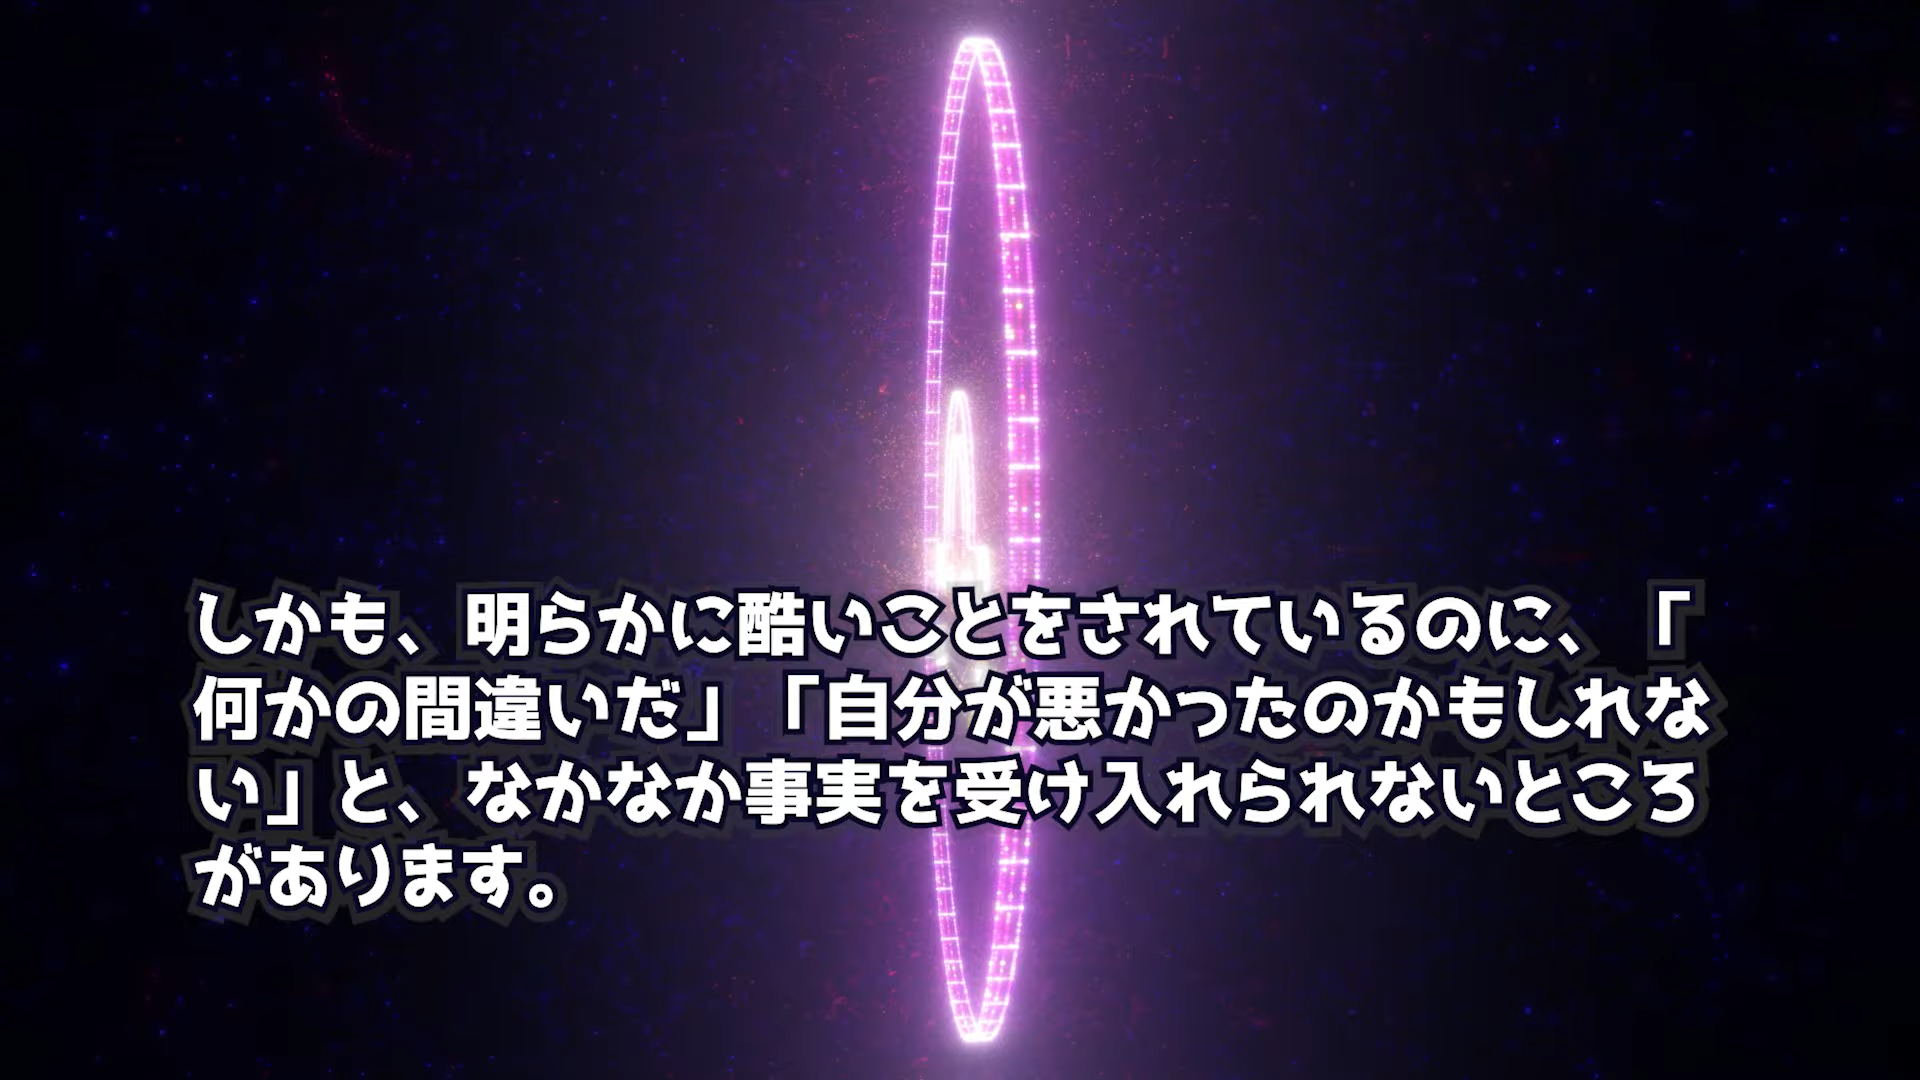 しかも、明らかに酷いことをされているのに、「
何かの間違いだ」「自分が悪かったのかもしれな
い」と、なかなか事実を受け入れられないところ
があります。